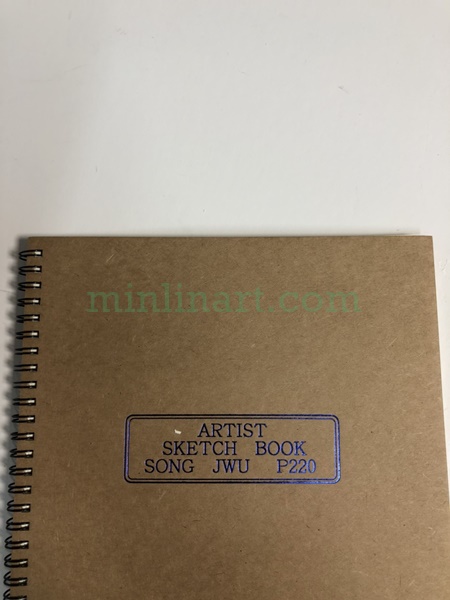 minlinart.com
ARTIST
SKETCH BOOK
SONG JWU P220